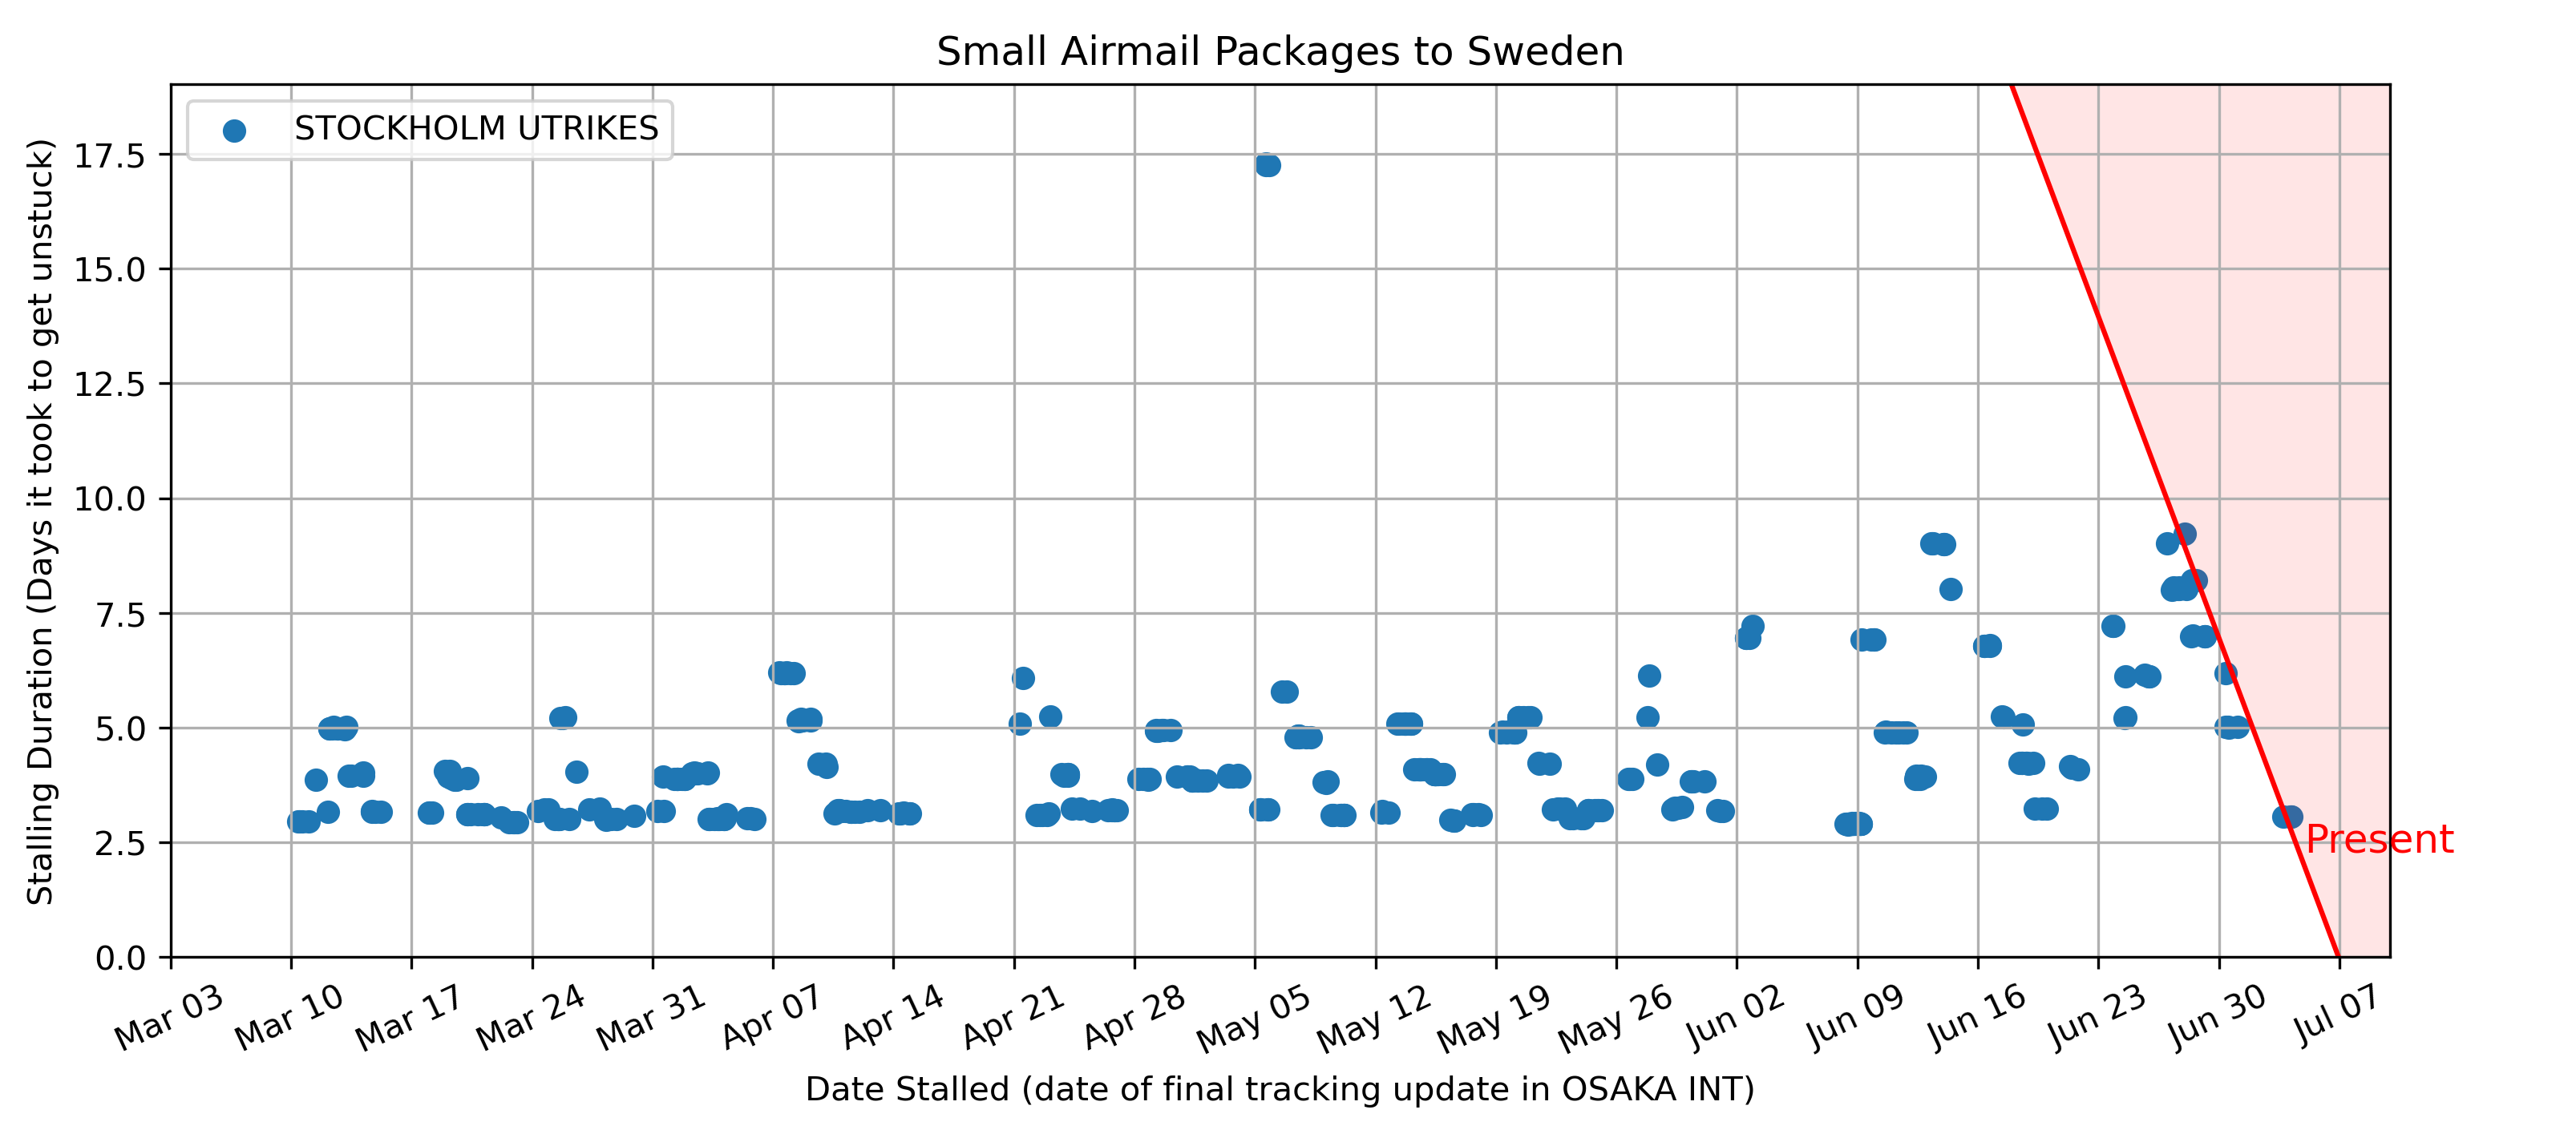 Small Airmail Packages to Sweden
STOCKHOLM UTRIKES
Stalling Duration (Days it took to get unstuck)
17.5
15.0
12.5
10.0
7.5
5.0
2.5
0.0
Present
Mar 03
Mar 10
Mar 17
Mar 24
Mar 31
Apr 07
Apr 14
Apr 21
Apr 28
May 05
May 12
May 19
May 26
Jun 02
Jun 09
Jun 16
Jun 23
Jun 30
Jul 07
Date Stalled (date of final tracking update in OSAKA INT)